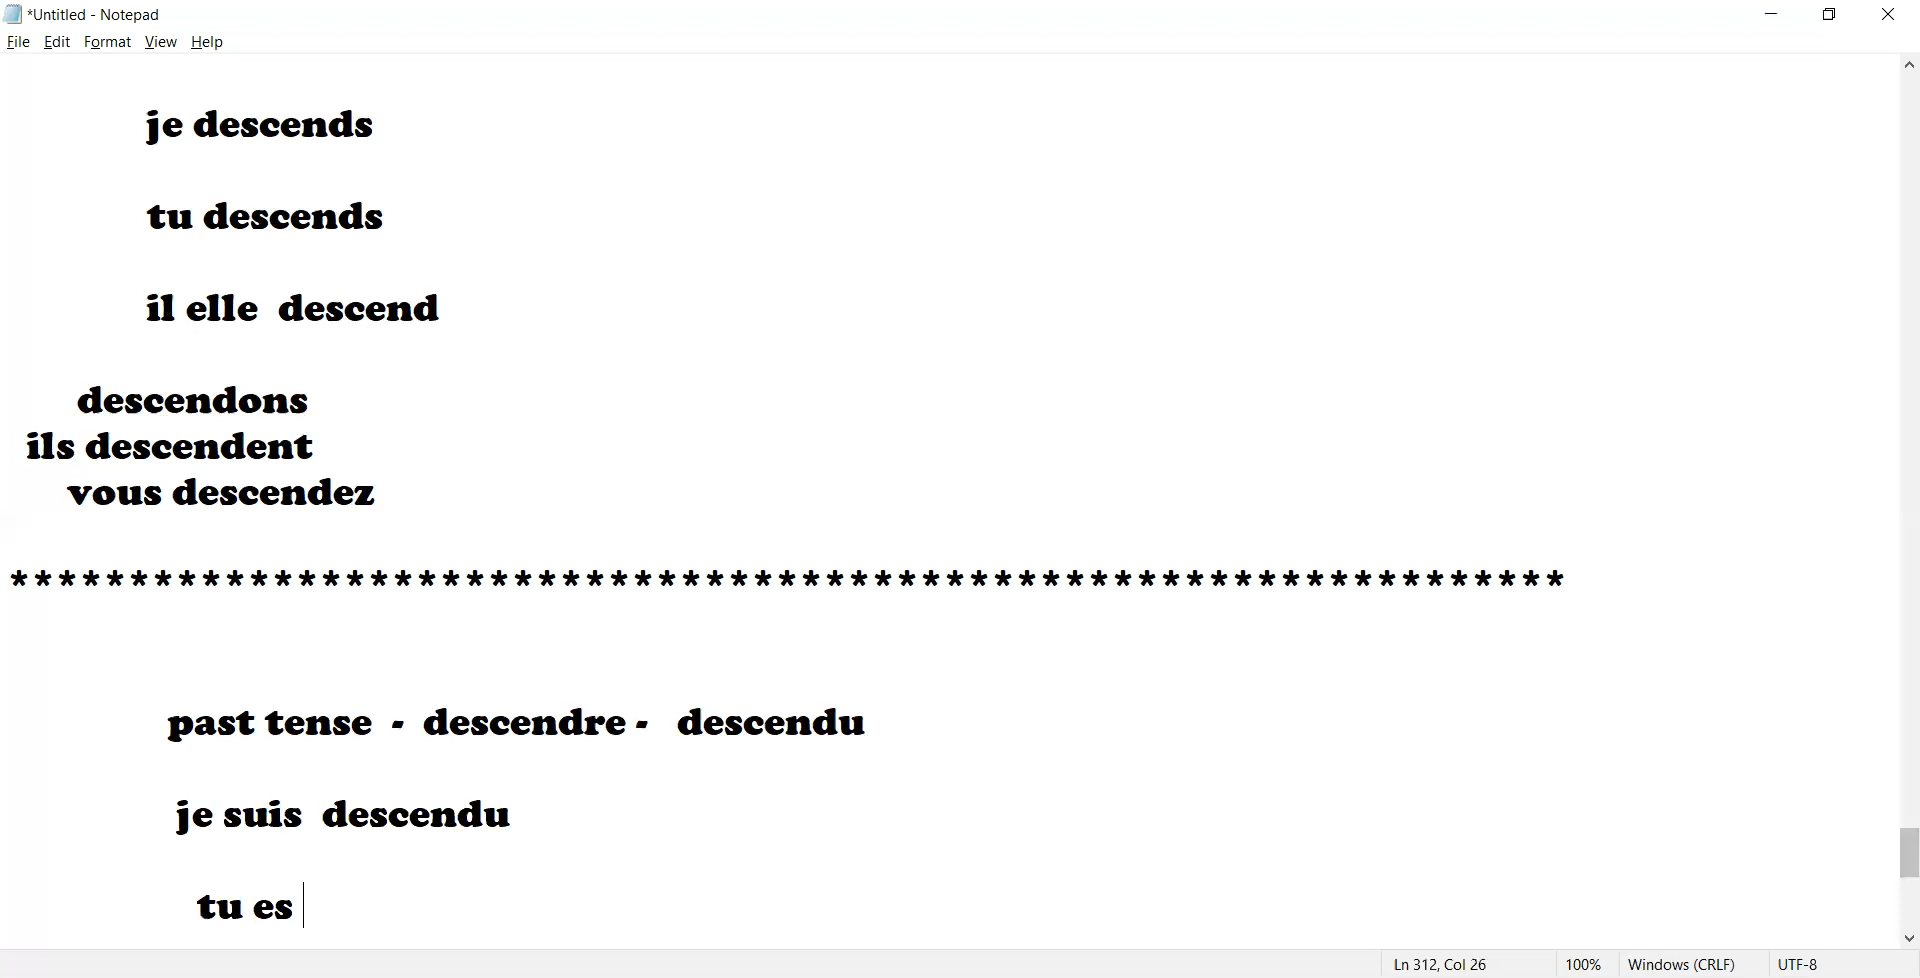 *Untitled - Notepad
File Edit Format View Help
je descends
tu descends
il elle descend
descendons
ils descendent
vous descendez
*****************************************************************
past tense - descendre - descendu
je suis descendu
tu es
Ln 312, Col 26 100% Windows (CRLF) UTF-8